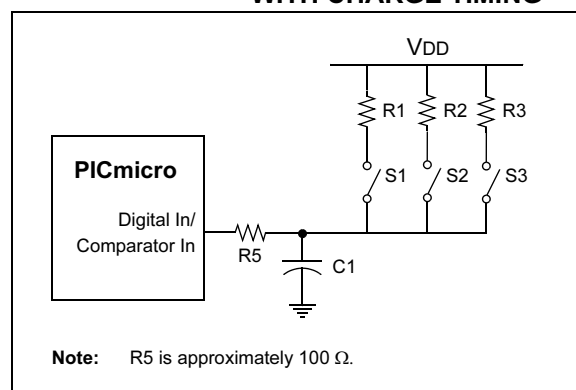 WITH CHARGE TIMING
VDD
R1
R2
R3
PICmicro
S1
S2
S3
Digital In/
Comparator In
R5
C1
Note: R5 is approximately 100 Ω.